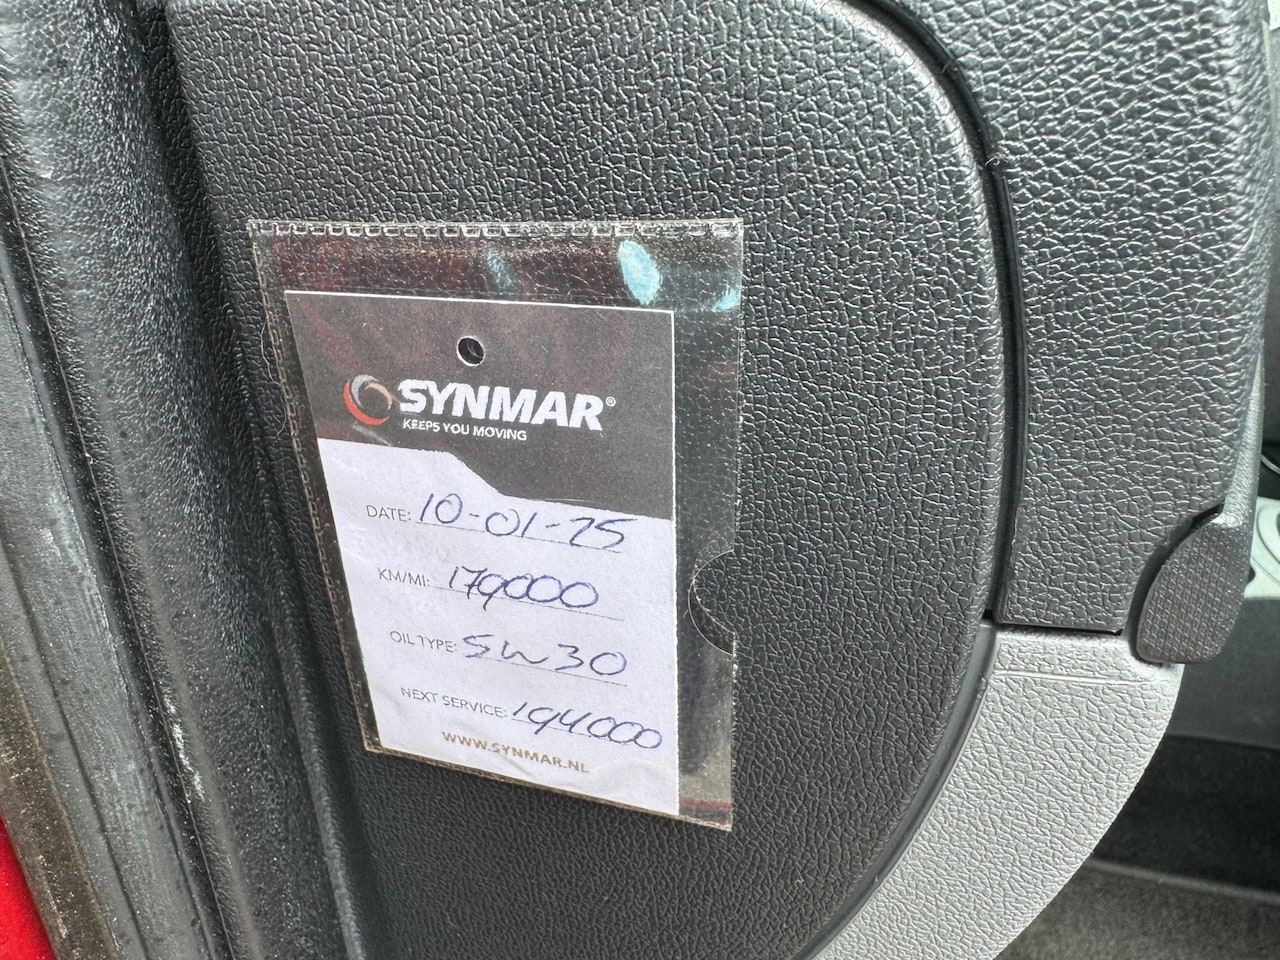 SYNMAR®
KEEPS YOU MOVING
DATE: 10-01-25
KM/MI: 179000
OIL TYPE: 5w30
NEXT SERVICE: 194000
WWW.SYNMAR.NL